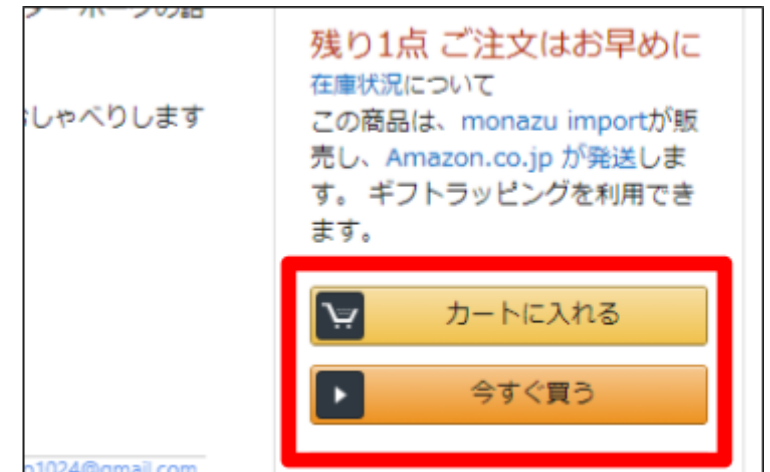 残り1点 ご注文はお早めに
在庫状況について
しゃべりします
この商品は、monazu importが販
売し、Amazon.co.jp が発送しま
す。 ギフトラッピングを利用でき
ます。
カートに入れる
今すぐ買う
1024@gmail.com